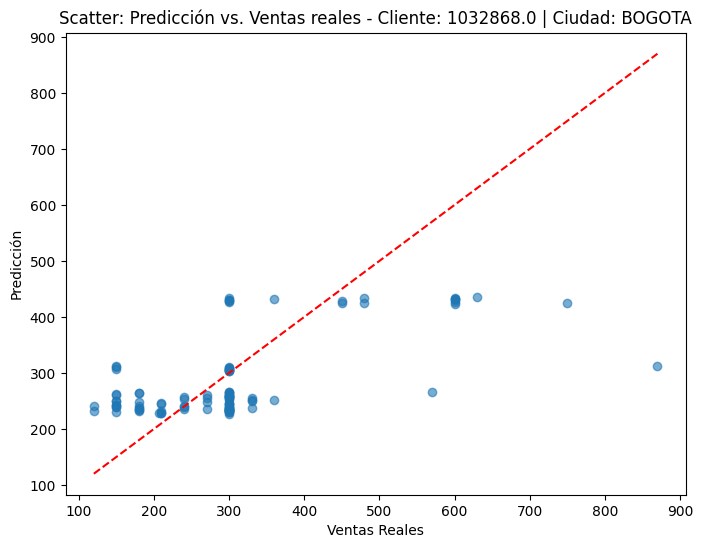 Scatter: Predicción vs. Ventas reales - Cliente: 1032868.0 | Ciudad: BOGOTA
900
800
700
600
500
400
300
200
100
Predicción
100 200 300 400 500 600 700 800 900
Ventas Reales